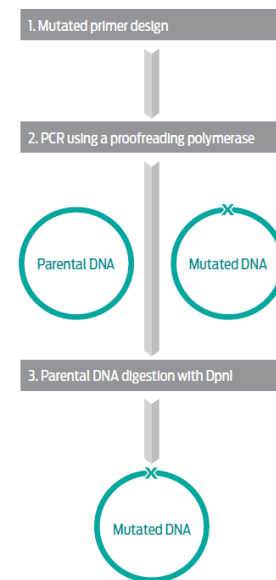 1. Mutated primer design
2. PCR using a proofreading polymerase
X
Parental DNA
Mutated DNA
3. Parental DNA digestion with DpnI
X
Mutated DNA